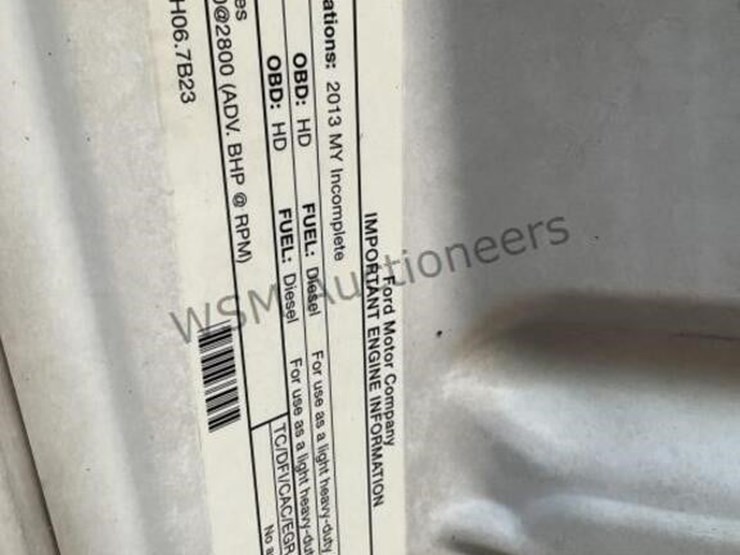 Ford Motor Company
IMPORTANT ENGINE INFORMATION
ations: 2013 MY Incomplete
OBD: HD FUEL: Diesel For use as a light heavy-duty
OBD: HD FUEL: Diesel For use as a light heavy-dut
TC/DFI/CAC/EGR
es
0@2800 (ADV. BHP @ RPM)
No a
H06.7B23
WSM Auctioneers